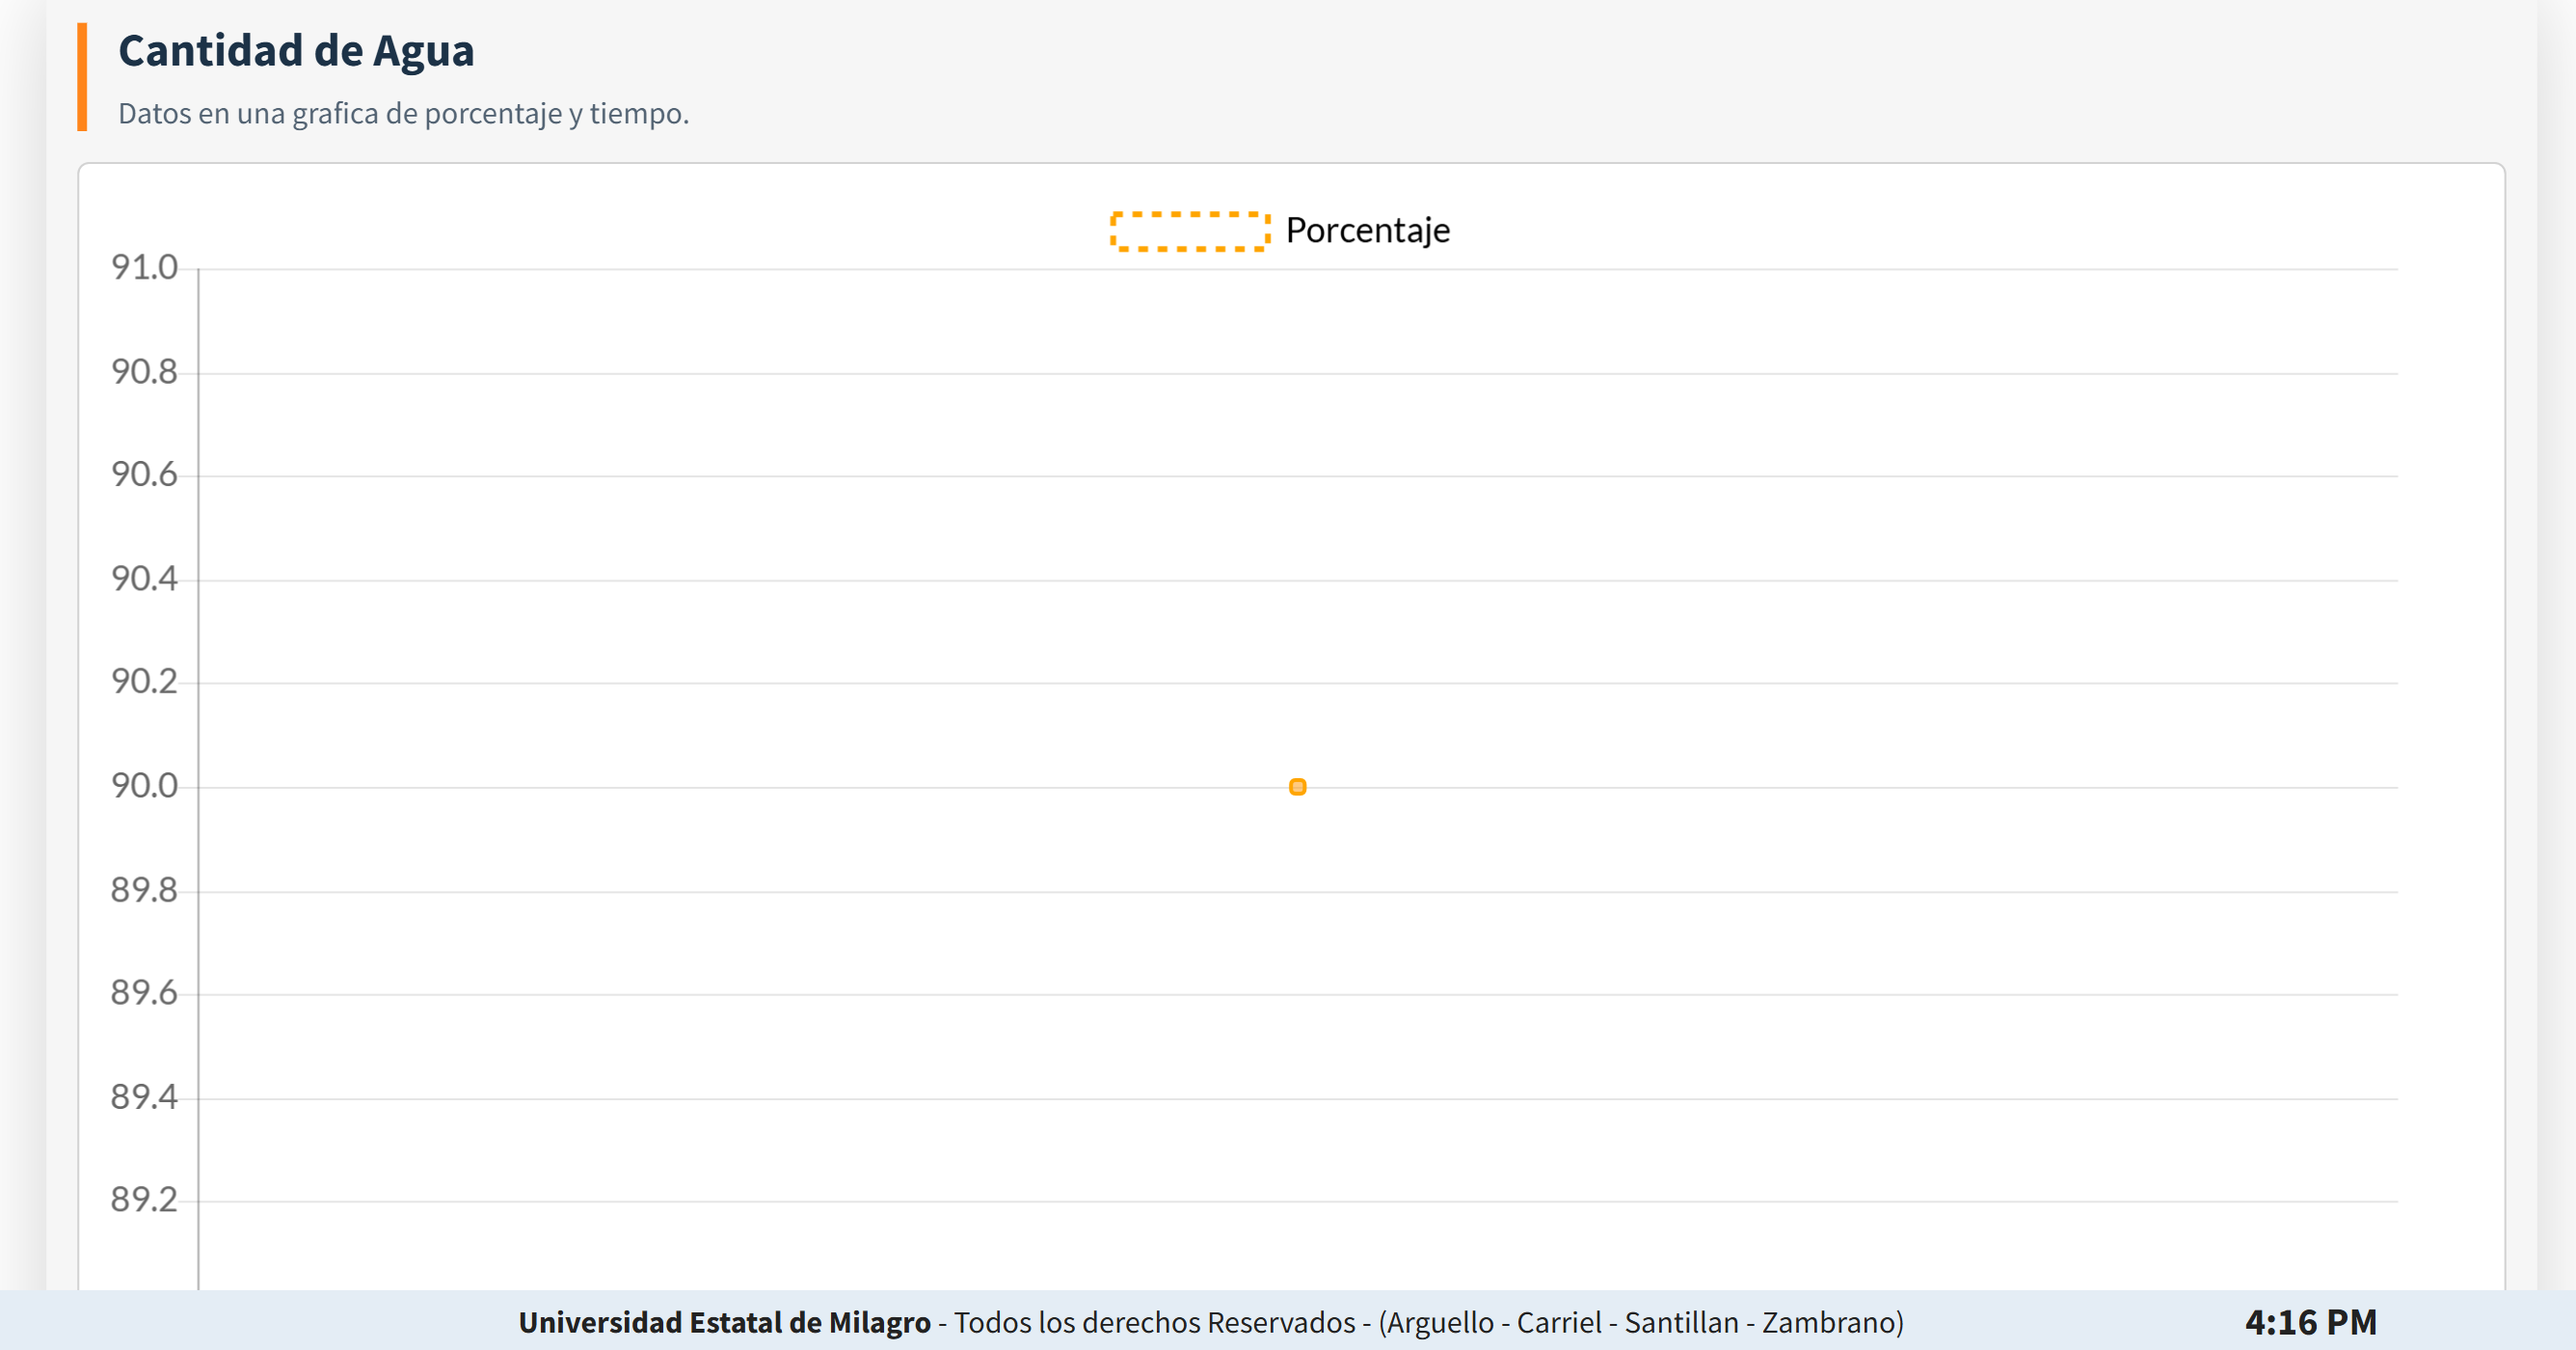 Cantidad de Agua
Datos en una grafica de porcentaje y tiempo.
Porcentaje
91.0
90.8
90.6
90.4
90.2
90.0
89.8
89.6
89.4
89.2
Universidad Estatal de Milagro - Todos los derechos Reservados - (Arguello - Carriel - Santillan - Zambrano)
4:16 PM